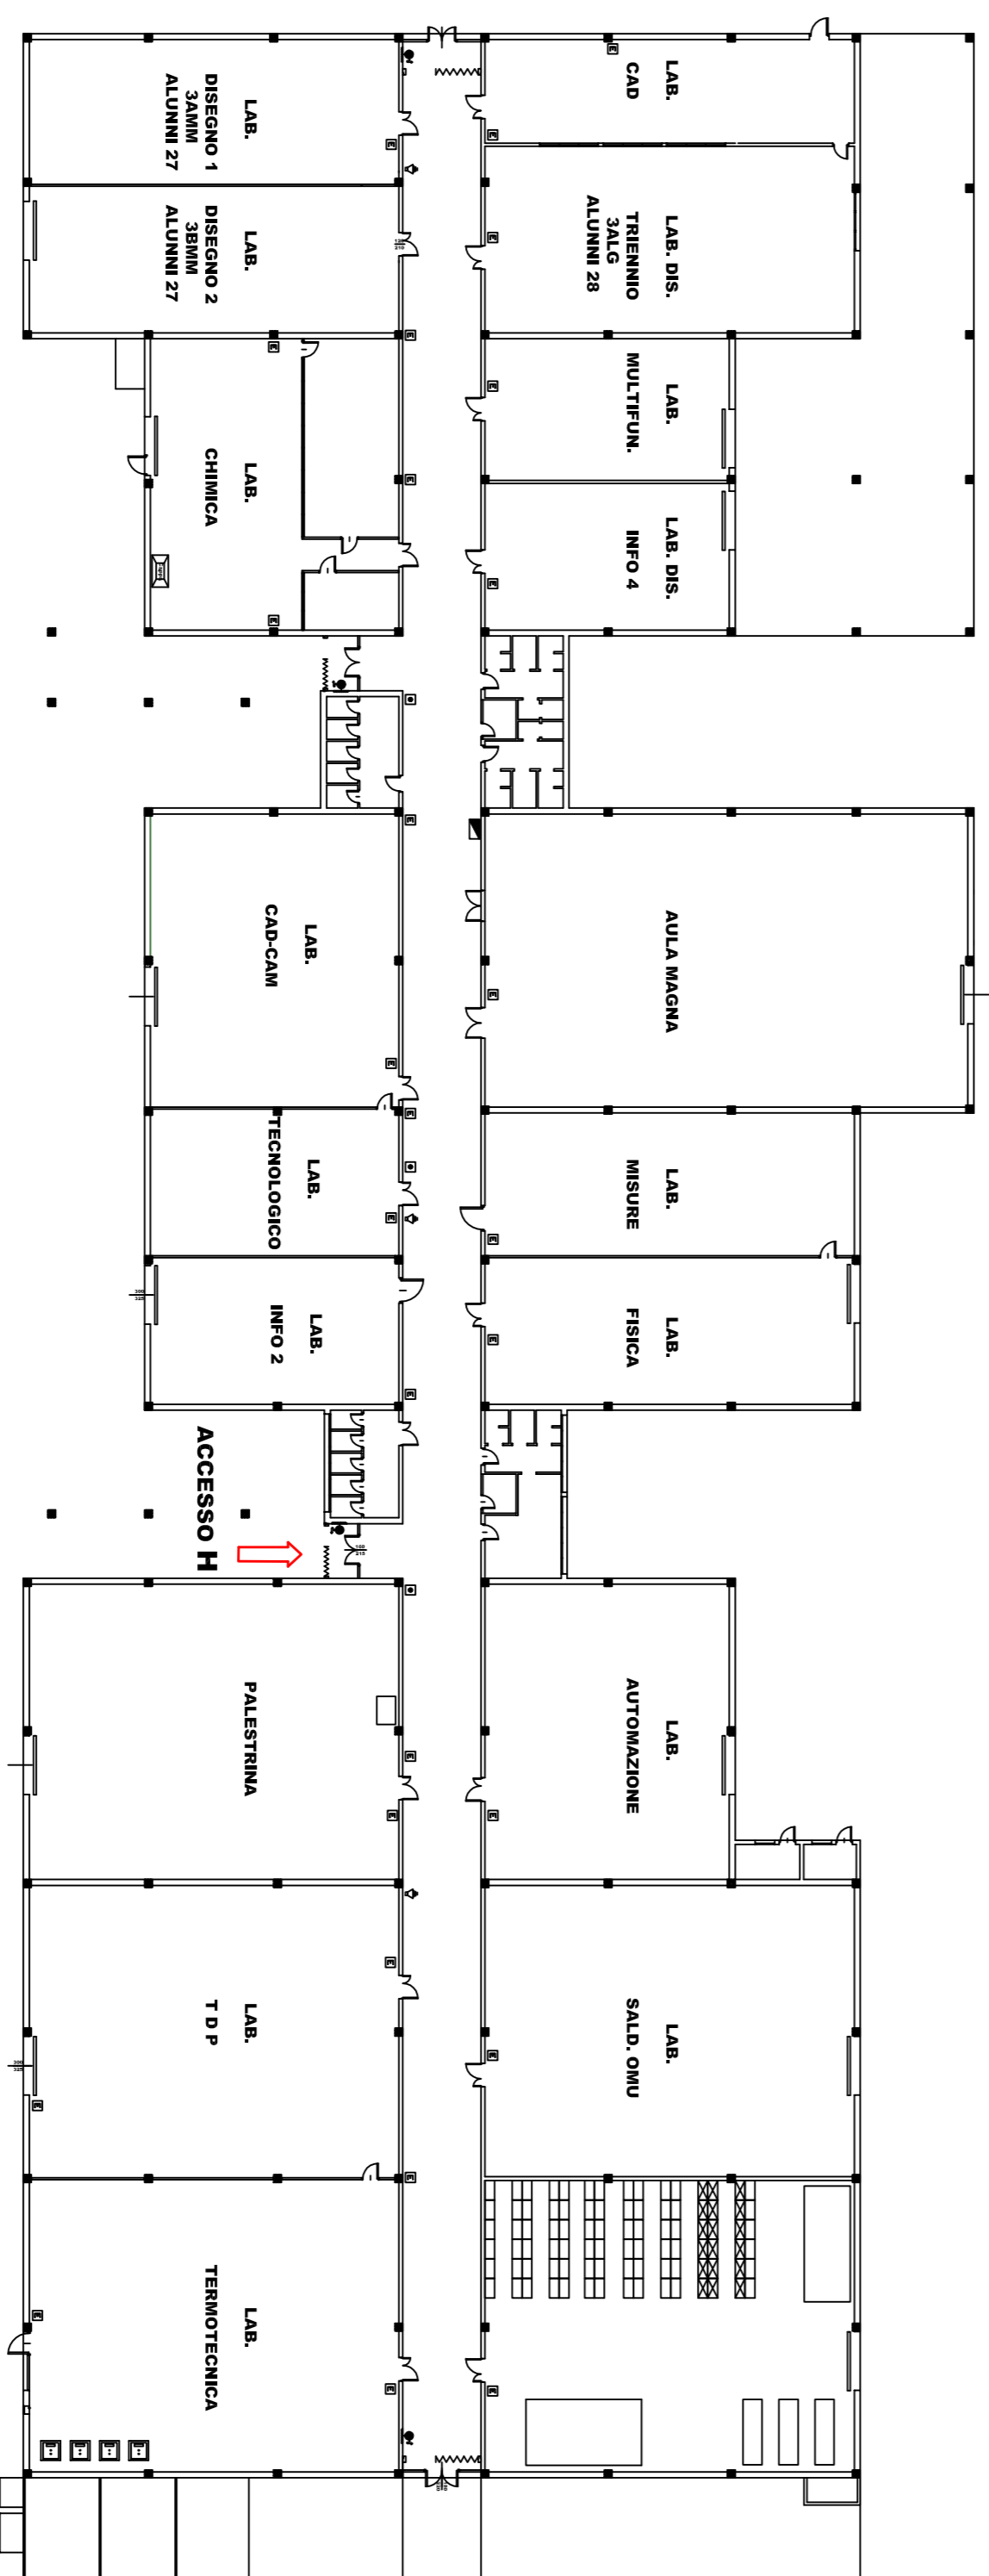 LAB.
DISEGNO 1
3AMM
ALUNNI 27
LAB.
DISEGNO 2
3BMM
ALUNNI 27
LAB.
CHIMICA
LAB.
CAD-CAM
LAB.
TECNOLOGICO
LAB.
INFO 2
ACCESSO H
PALESTRINA
LAB.
T D P
LAB.
TERMOTECNICA
LAB.
CAD
LAB. DIS.
TRIENNIO
3ALG
ALUNNI 28
LAB.
MULTIFUN.
LAB. DIS.
INFO 4
AULA MAGNA
LAB.
MISURE
LAB.
FISICA
LAB.
AUTOMAZIONE
LAB.
SALD. OMU